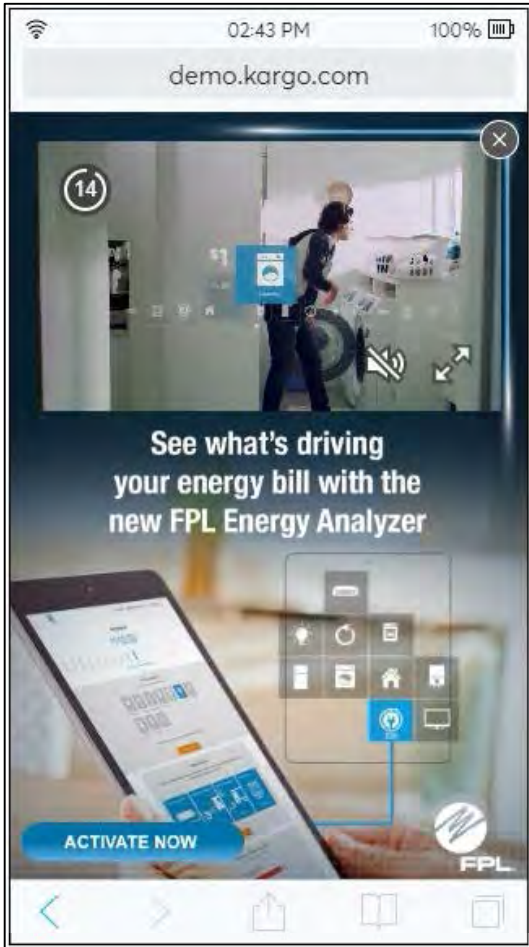 02:43 PM
100%
demo.kargo.com
14
See what's driving
your energy bill with the
new FPL Energy Analyzer
ACTIVATE NOW
FPL